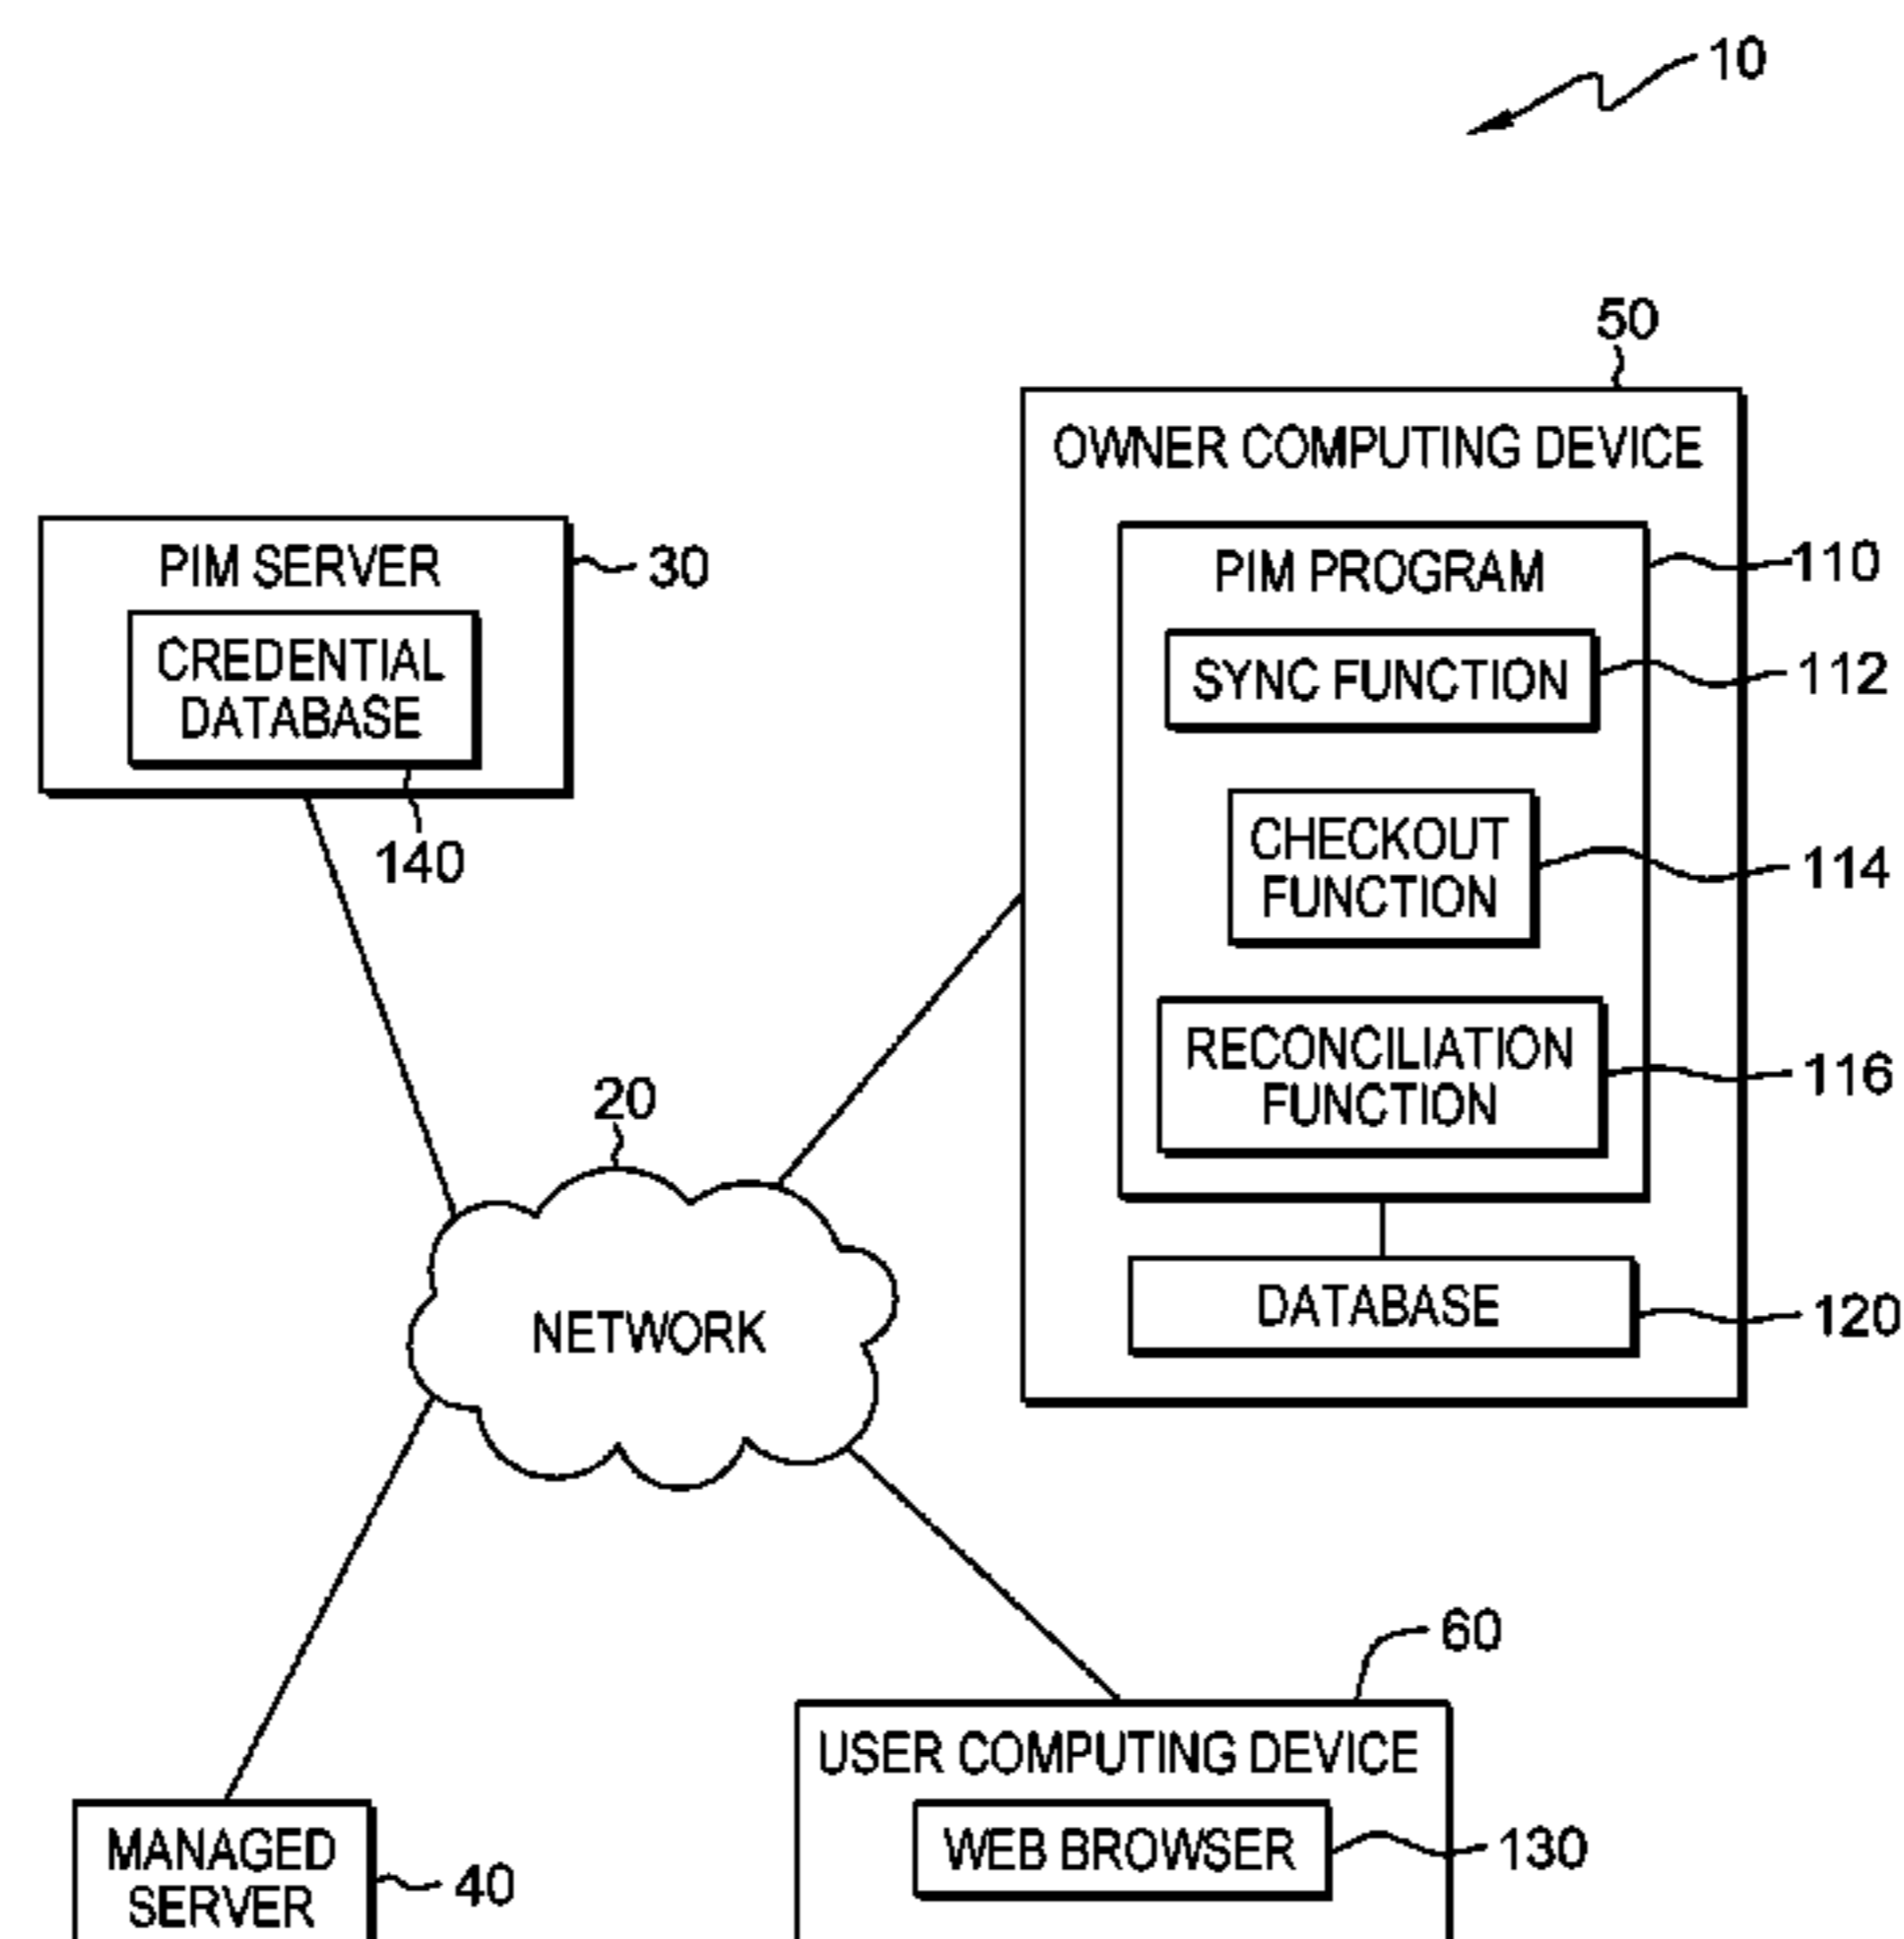 10
50
OWNER COMPUTING DEVICE
PIM SERVER
30
PIM PROGRAM
110
CREDENTIAL
DATABASE
SYNC FUNCTION
112
140
CHECKOUT
FUNCTION
114
RECONCILIATION
FUNCTION
116
20
NETWORK
DATABASE
120
60
USER COMPUTING DEVICE
MANAGED
SERVER
40
WEB BROWSER
130